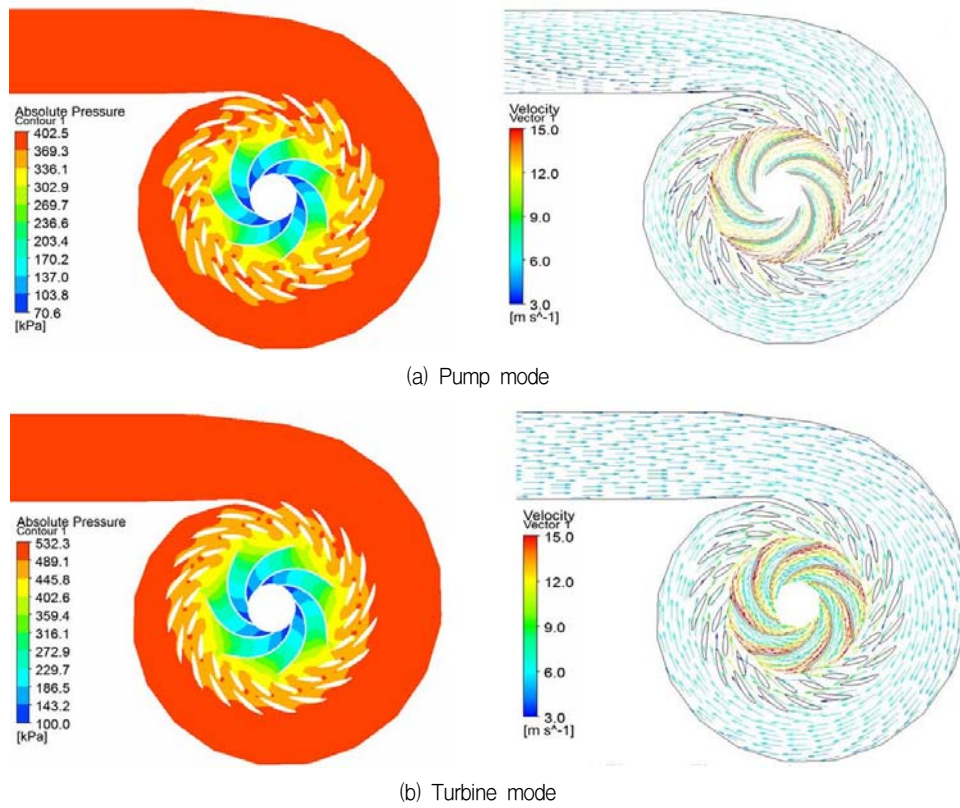 Absolute Pressure
Contour 1
402.5
369.3
336.1
302.9
269.7
236.6
203.4
170.2
137.0
103.8
70.6
[kPa]
Velocity
Vector 1
15.0
12.0
9.0
6.0
3.0
[m s^-1]
(a) Pump mode
Absolute Pressure
Contour 1
532.3
489.1
445.8
402.6
359.4
316.1
272.9
229.7
186.5
143.2
100.0
[kPa]
Velocity
Vector 1
15.0
12.0
9.0
6.0
3.0
[m s^-1]
(b) Turbine mode